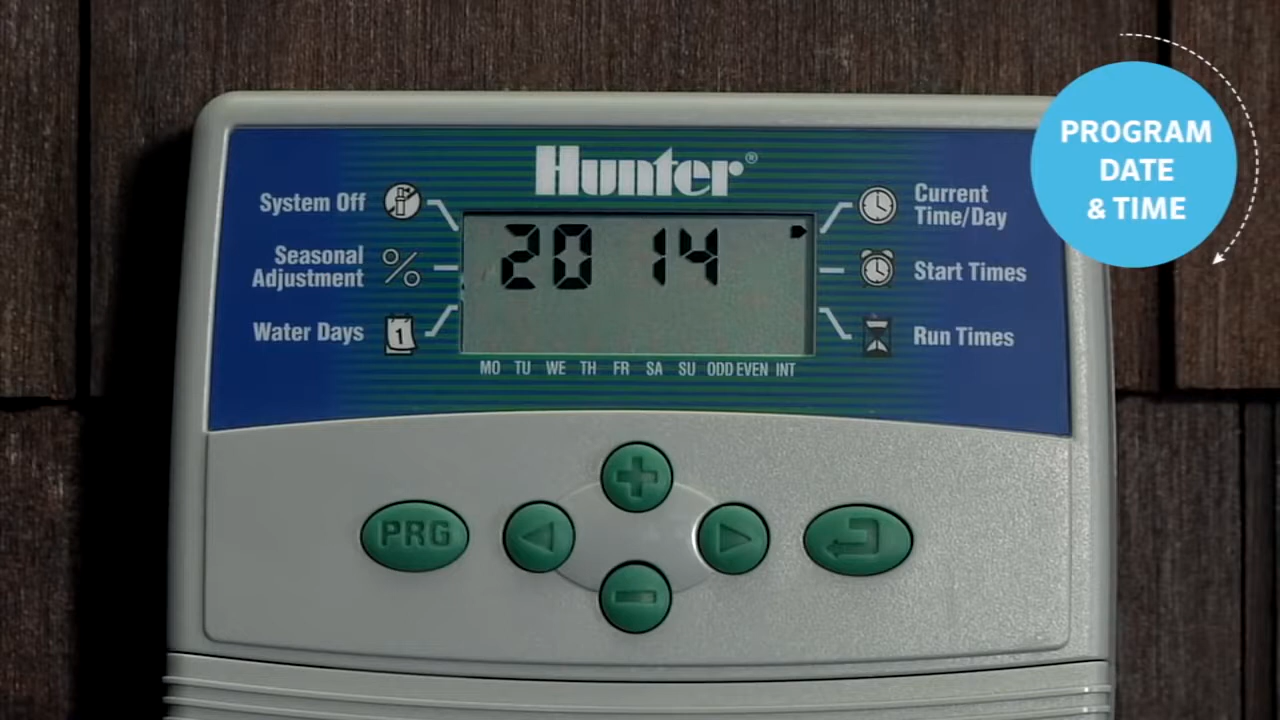 PROGRAM
DATE
& TIME
Hunter®
System Off
Seasonal
Adjustment
Water Days
20 14
Current
Time/Day
Start Times
Run Times
1
MO TU WE TH FR SA SU ODD EVEN INT
PRG